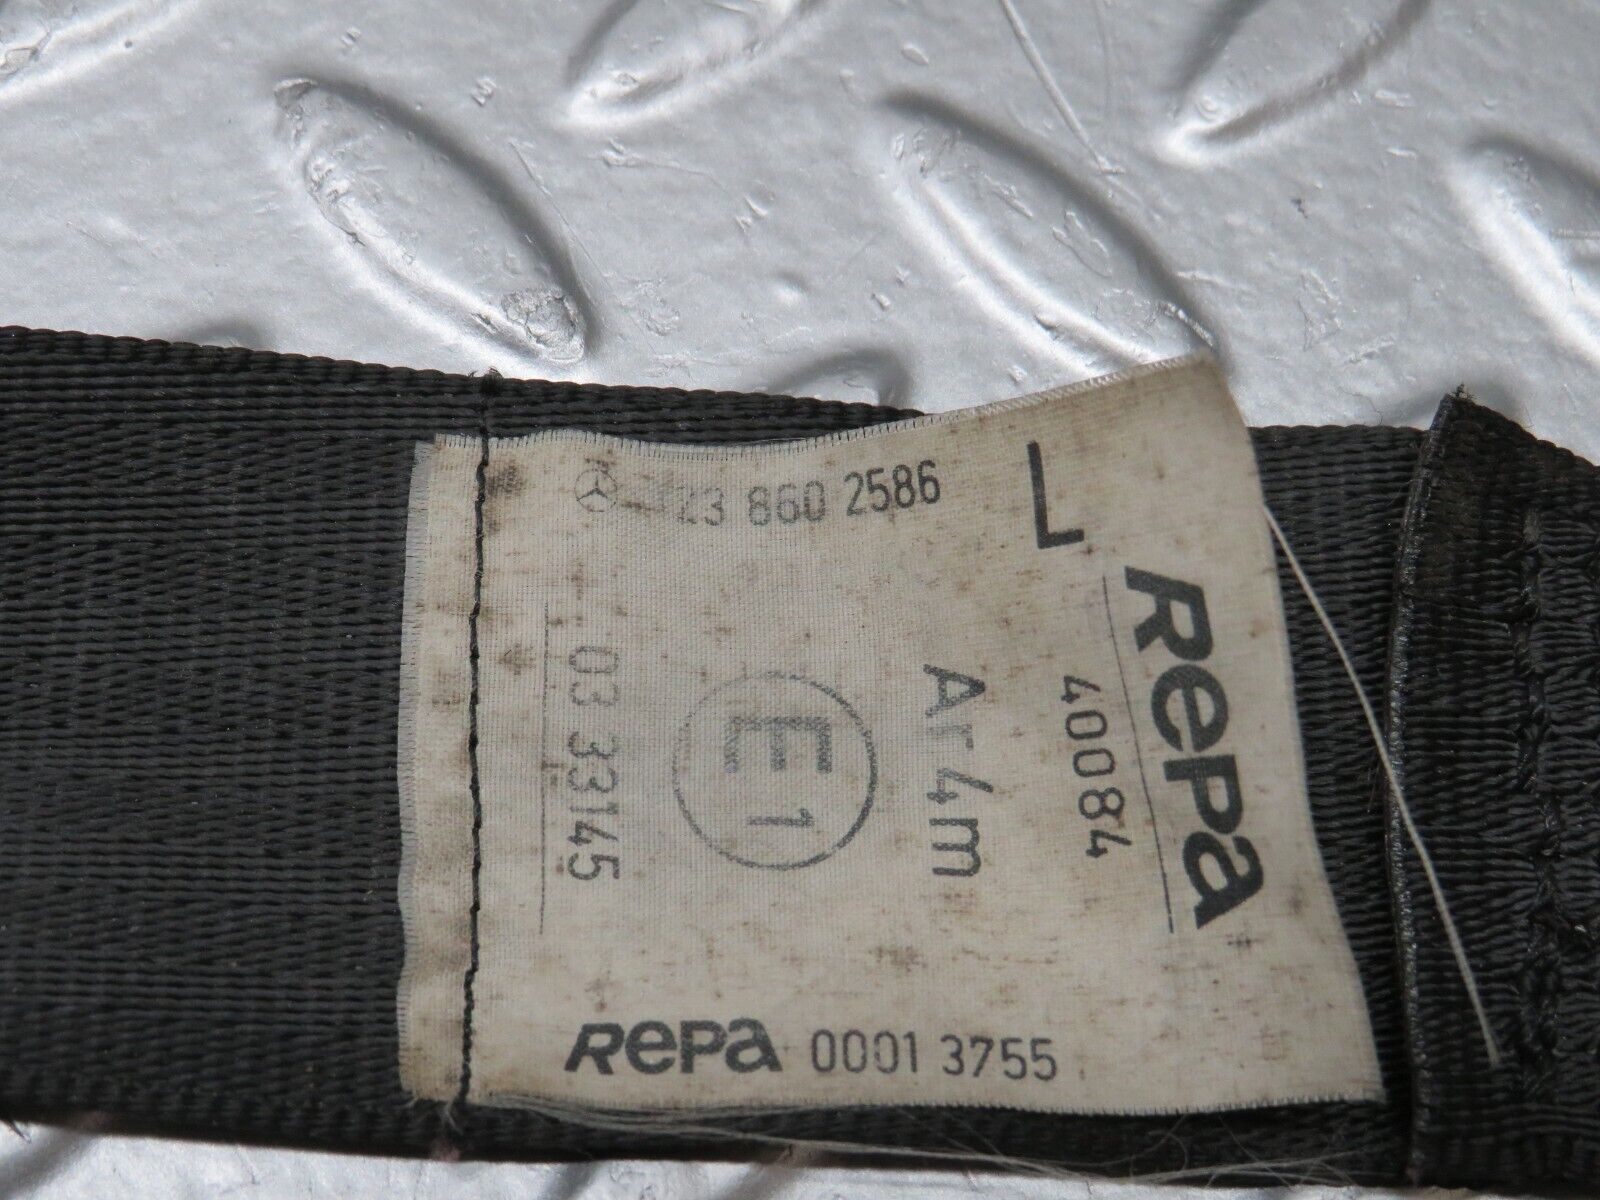 23 860 2586
L
RePa
40084
Ar4m
E1
03 33145
RePa 0001 3755